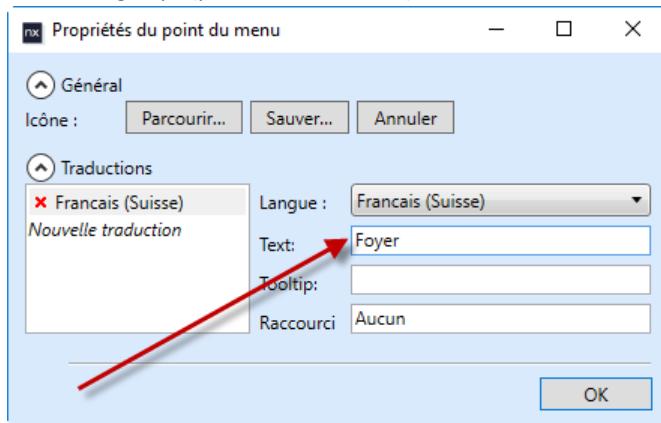 nx Propriétés du point du menu
Général
Icône : Parcourir... Sauver... Annuler
Traductions
Francais (Suisse) Langue : Francais (Suisse)
Nouvelle traduction Text: Foyer
Tooltip:
Raccourci Aucun
OK